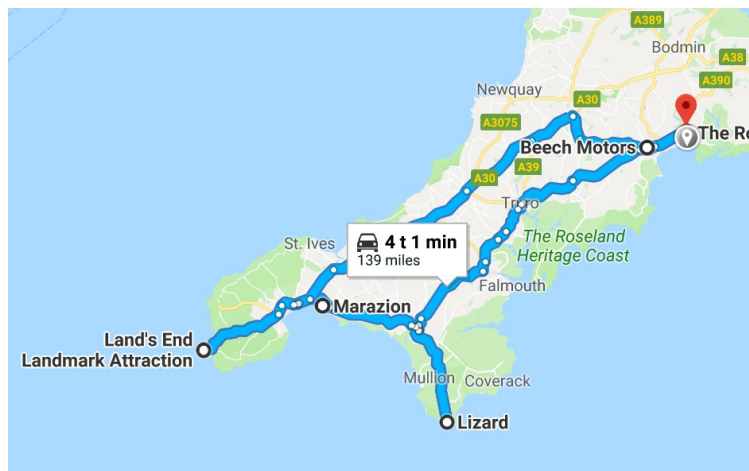 A389
Bodmin
A38
A390
Newquay
A30
A3075
The Ro
Beech Motors
A39
A30
Truro
St. Ives
4 t 1 min
139 miles
The Roseland
Heritage Coast
Falmouth
Marazion
Land's End
Landmark Attraction
Mullion
Coverack
Lizard